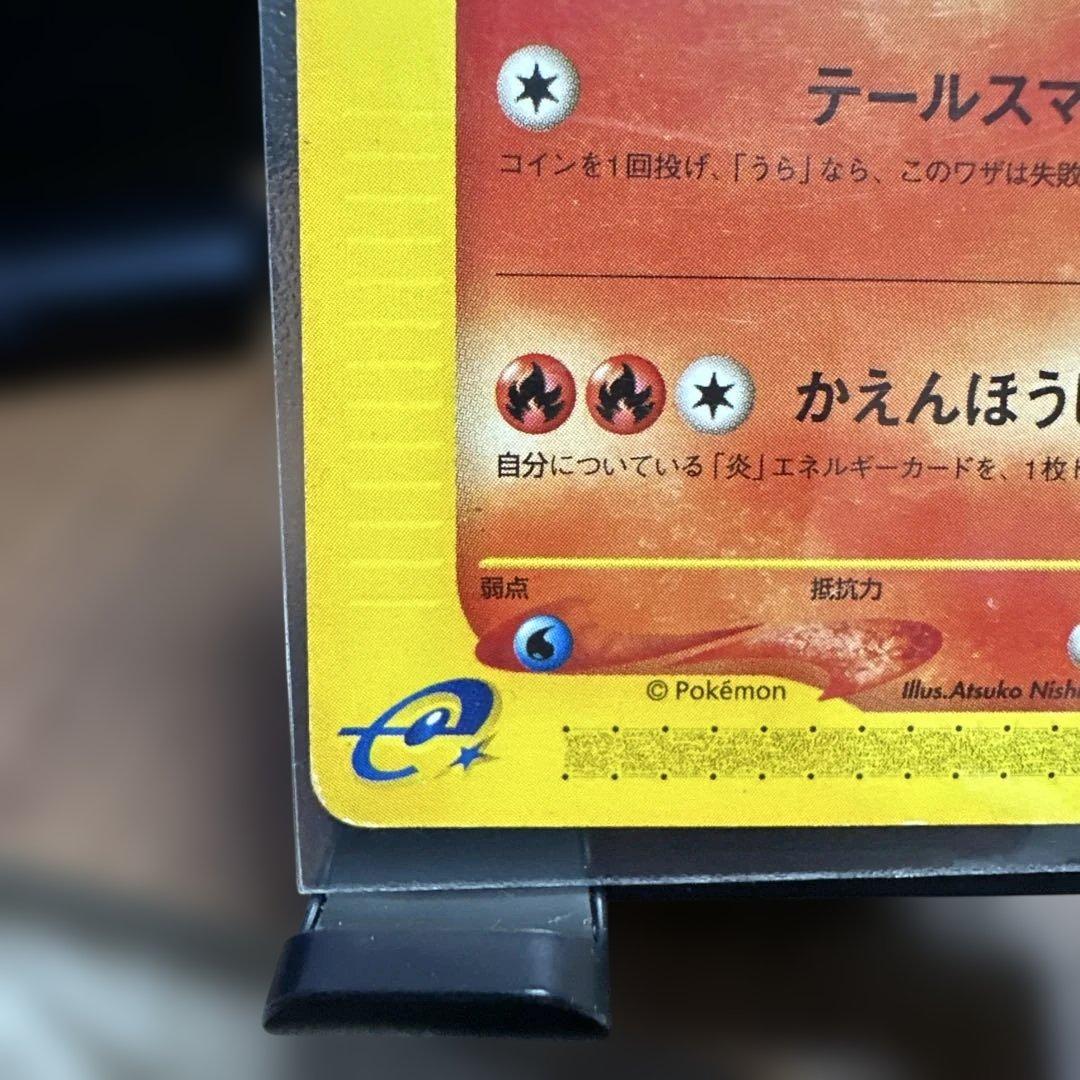 テールスマ
コインを1回投げ、「うら」なら、このワザは失敗
かえんほう
自分についている「炎」エネルギーカードを、1枚
弱点 抵抗力
© Pokémon Illus.Atsuko Nish
e